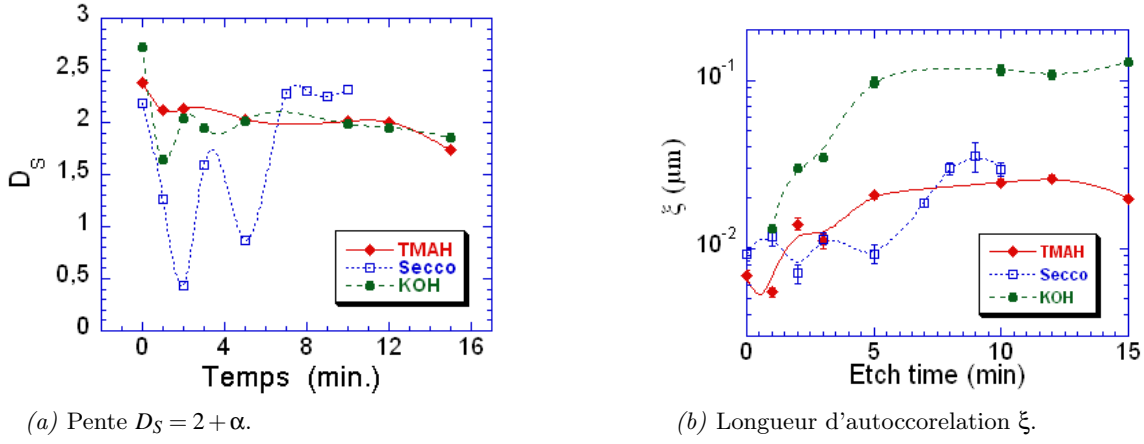 3
2,5
2
1,5
1
0,5
0
D_S
TMAH
Secco
KOH
0 4 8 12 16
Temps (min.)
(a) Pente D_S = 2+α.
10^-1
10^-2
ξ (μm)
TMAH
Secco
KOH
0 5 10 15
Etch time (min)
(b) Longueur d'autoccorelation ξ.